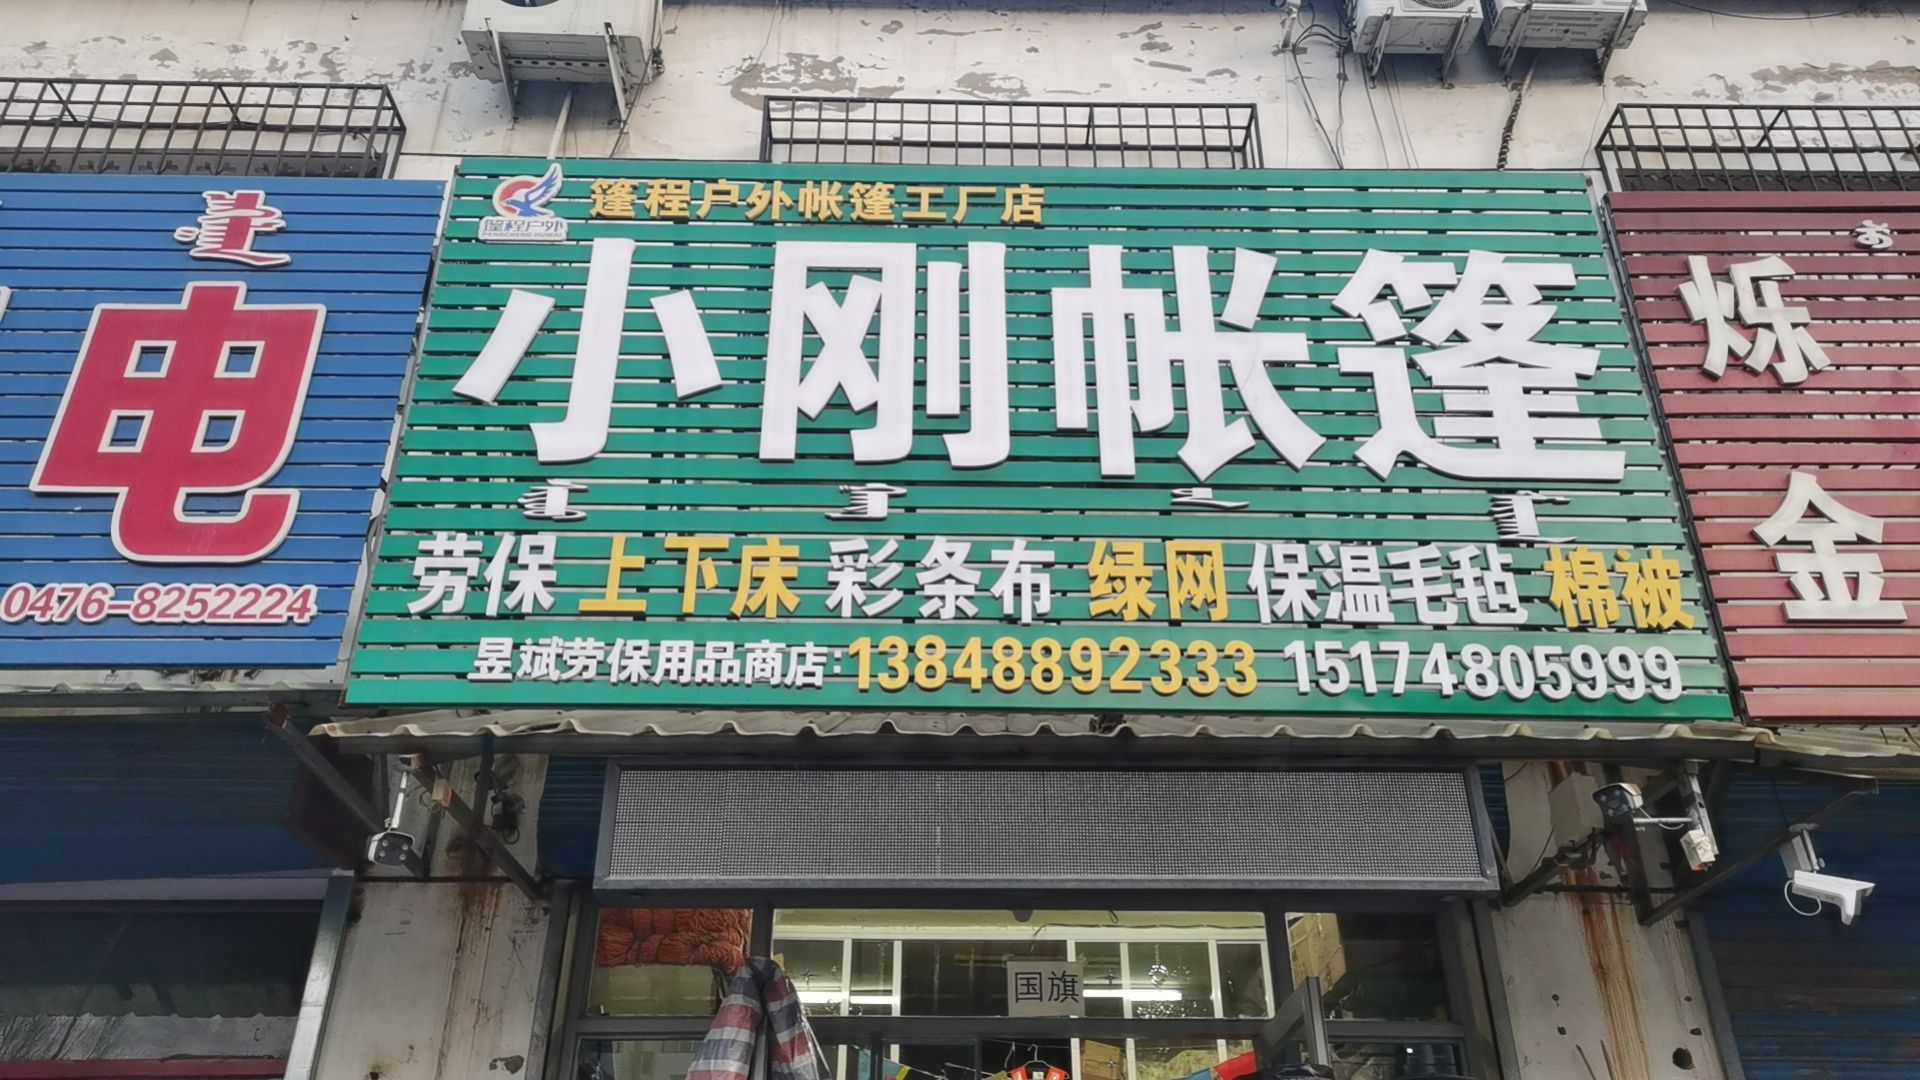 篷程户外帐篷工厂店
篷程户外
PENGCHENG HUWAI
小刚帐篷
劳保 上下床 彩条布 绿网 保温毛毡 棉被
昱斌劳保用品商店:13848892333 15174805999
电
0476-8252224
烁
金
国旗